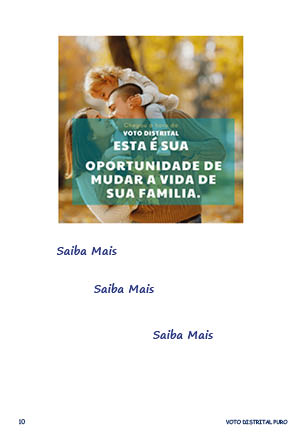 Chegou a hora do
VOTO DISTRITAL
ESTA É SUA
OPORTUNIDADE DE
MUDAR A VIDA DE
SUA FAMILIA.
Saiba Mais
Saiba Mais
Saiba Mais
10
VOTO DISTRITAL PURO